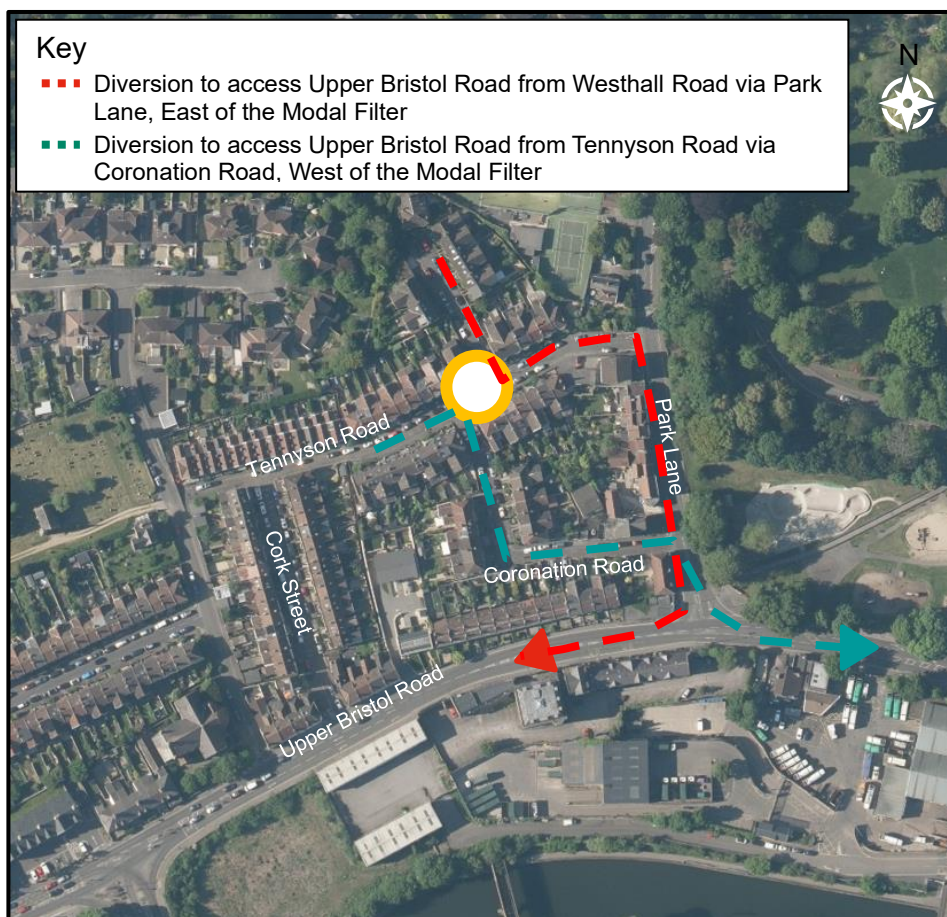 Key
Diversion to access Upper Bristol Road from Westhall Road via Park
Lane, East of the Modal Filter
Diversion to access Upper Bristol Road from Tennyson Road via
Coronation Road, West of the Modal Filter
N
Tennyson Road
Park Lane
Cork Street
Coronation Road
Upper Bristol Road